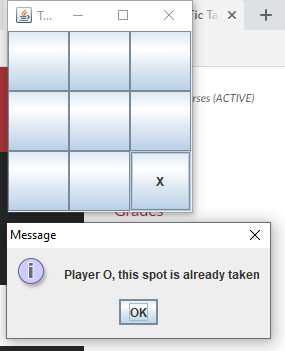 T...
ic Ta
rses (ACTIVE)
X
Grades
Message
Player O, this spot is already taken
OK